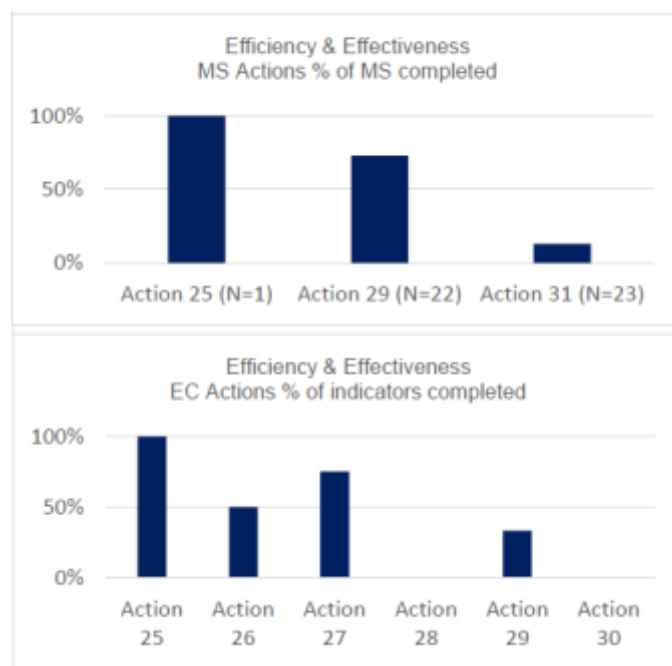 Efficiency & Effectiveness
MS Actions % of MS completed
100%
50%
0%
Action 25 (N=1) Action 29 (N=22) Action 31 (N=23)
Efficiency & Effectiveness
EC Actions % of indicators completed
100%
50%
0%
Action Action Action Action Action Action
25 26 27 28 29 30